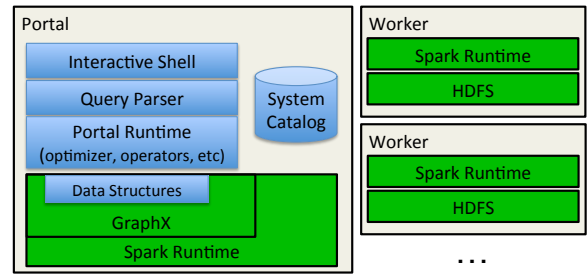 Portal
Interactive Shell
Query Parser
Portal Runtime
(optimizer, operators, etc)
System
Catalog
Data Structures
GraphX
Spark Runtime
Worker
Spark Runtime
HDFS
Worker
Spark Runtime
HDFS
...